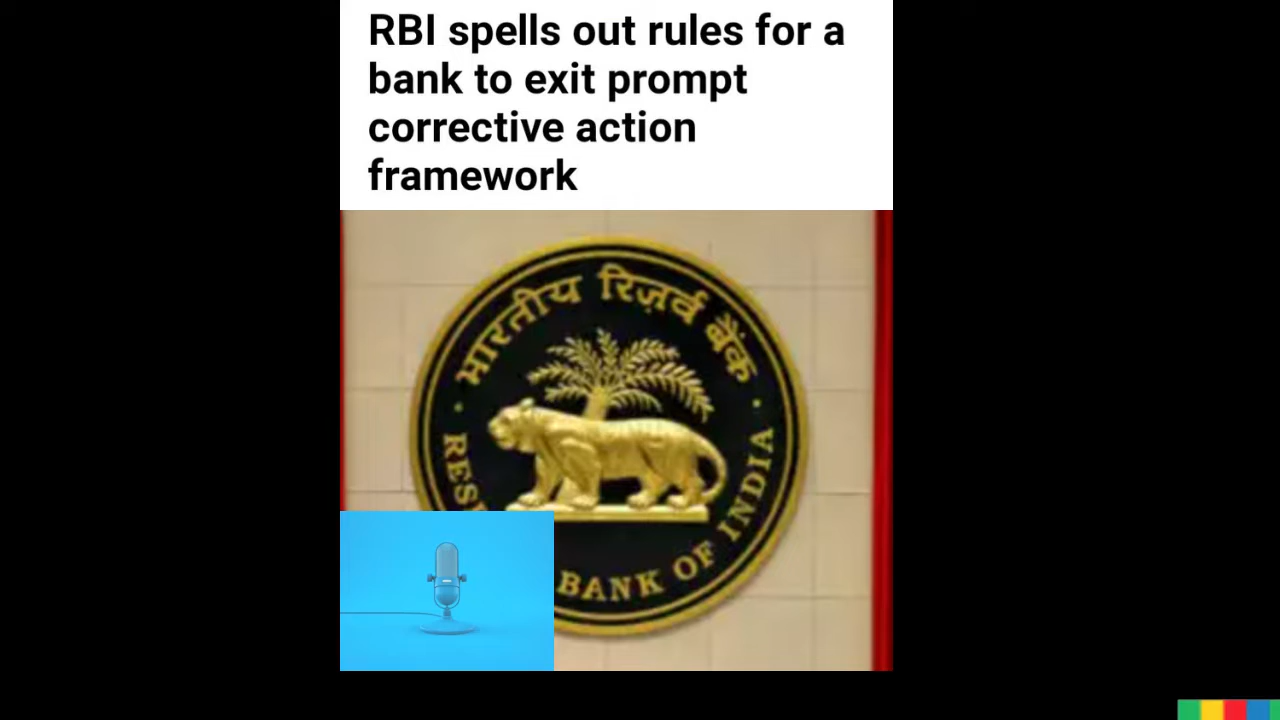 RBI spells out rules for a
bank to exit prompt
corrective action
framework
भारतीय रिज़र्व बैंक
BANK OF INDIA